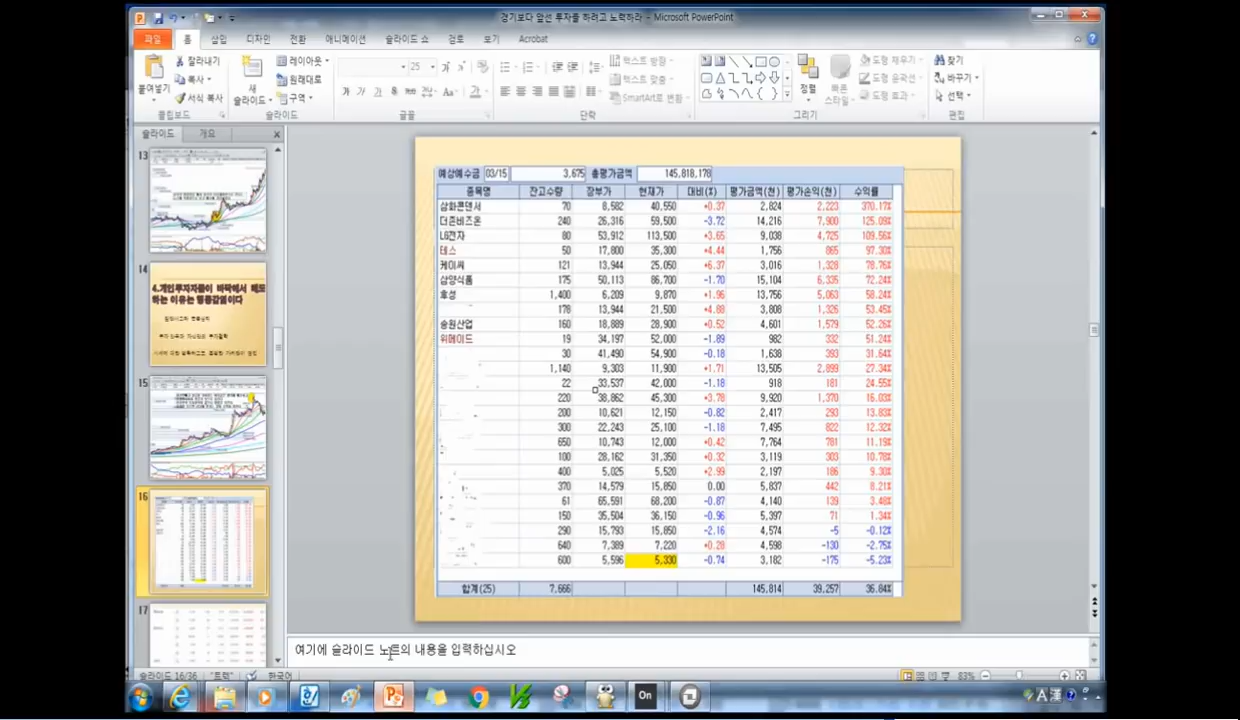 경기보다 앞선 투자를 하려고 노력하라 - Microsoft PowerPoint
파일 홈 삽입 디자인 전환 애니메이션 슬라이드 쇼 검토 보기 Acrobat
붙여넣기 잘라내기 복사 서식 복사
클립보드
새 슬라이드 레이아웃 원래대로 구역
슬라이드
25
글꼴
텍스트 방향 텍스트 맞춤 SmartArt로 변환
단락
정렬 빠른 스타일 도형 채우기 도형 윤곽선 도형 효과
그리기
찾기 바꾸기 선택
편집
슬라이드 개요
13
14
4.개인투자자들이 바닥에서 매도하는 이유는 명품감별이다
15
16
17
예상예수금 03/15 3,675 총평가금액 145,818,178
종목명 잔고수량 장부가 현재가 대비(%) 평가금액(천) 평가손익(천) 수익률
삼화콘덴서 70 8,582 40,550 +0.37 2,824 2,223 370.17%
더존비즈온 240 26,316 59,500 -3.72 14,216 7,900 125.09%
LG전자 80 53,912 113,500 +3.65 9,038 4,725 109.56%
테스 50 17,800 35,300 +4.44 1,756 865 97.30%
케이씨 121 13,944 25,050 +6.37 3,016 1,328 78.76%
삼양식품 175 50,113 86,700 -1.70 15,104 6,335 72.24%
후성 1,400 6,209 9,870 +1.96 13,756 5,063 58.24%
178 13,944 21,500 +4.88 3,808 1,326 53.45%
송원산업 160 18,889 28,900 +0.52 4,601 1,579 52.26%
위메이드 19 34,197 52,000 -1.89 982 332 51.24%
30 41,490 54,900 -0.18 1,638 393 31.64%
1,140 9,303 11,900 +1.71 13,505 2,899 27.34%
22 33,537 42,000 -1.18 918 181 24.55%
220 38,862 45,300 +3.78 9,920 1,370 16.03%
200 10,621 12,150 -0.82 2,417 293 13.83%
300 22,243 25,100 -1.18 7,495 822 12.32%
650 10,743 12,000 +0.42 7,764 781 11.19%
100 28,162 31,350 +0.32 3,119 303 10.78%
400 5,025 5,520 +2.99 2,197 186 9.30%
370 14,579 15,850 0.00 5,837 442 8.21%
61 65,591 68,200 -0.87 4,140 139 3.48%
150 35,504 36,150 -0.96 5,397 71 1.34%
290 15,793 15,850 -2.16 4,574 -5 -0.12%
640 7,389 7,220 +0.28 4,598 -130 -2.75%
600 5,596 5,330 -0.74 3,182 -175 -5.23%
합계(25) 7,666 145,814 39,257 36.84%
여기에 슬라이드 노트의 내용을 입력하십시오
슬라이드 16/36 "트랙" 한국어 83%
On
A 漢